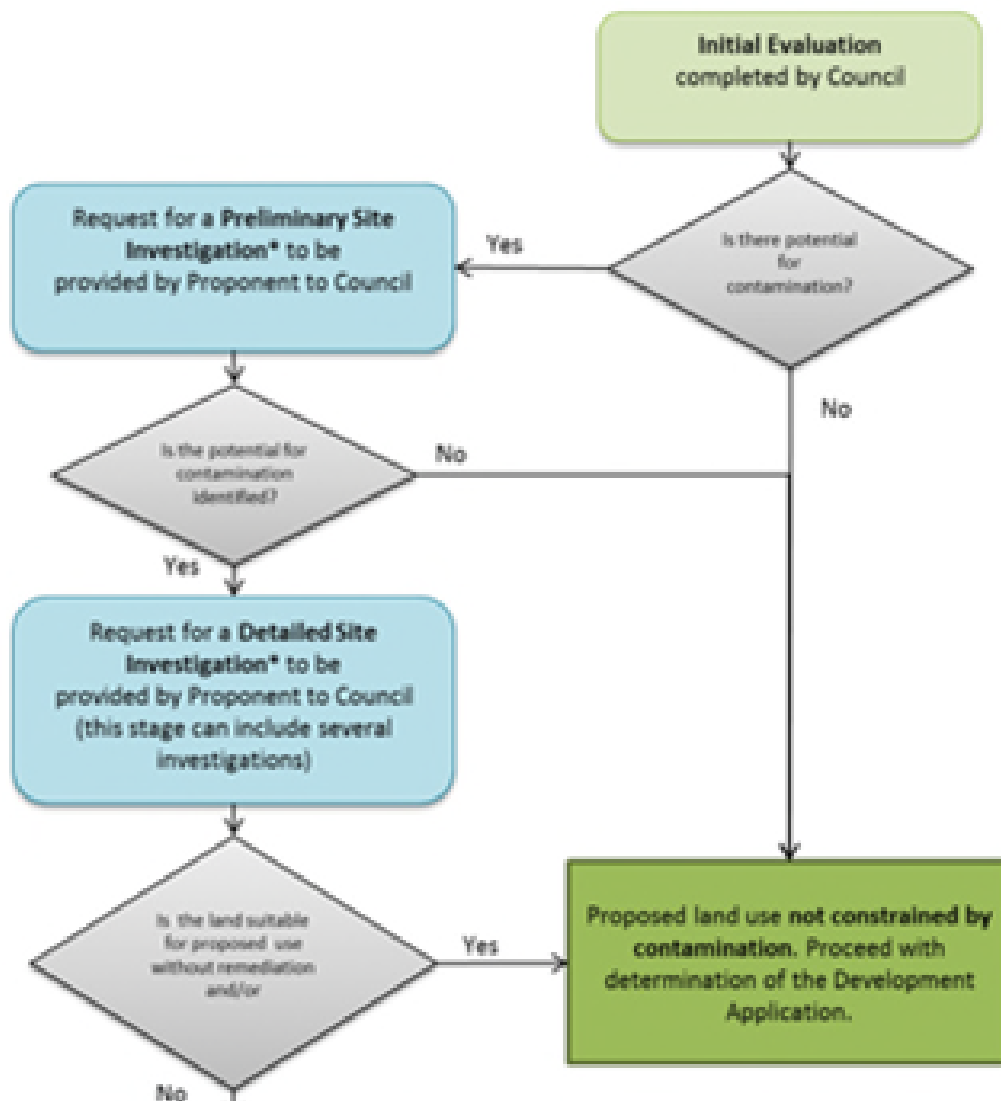 Initial Evaluation
completed by Council
Is there potential
for
contamination?
Yes
No
Request for a Preliminary Site
Investigation* to be
provided by Proponent to Council
Is the potential for
contamination
identified?
No
Yes
Request for a Detailed Site
Investigation* to be
provided by Proponent to Council
(this stage can include several
investigations)
Is the land suitable
for proposed use
without remediation
and/or
Yes
No
Proposed land use not constrained by
contamination. Proceed with
determination of the Development
Application.